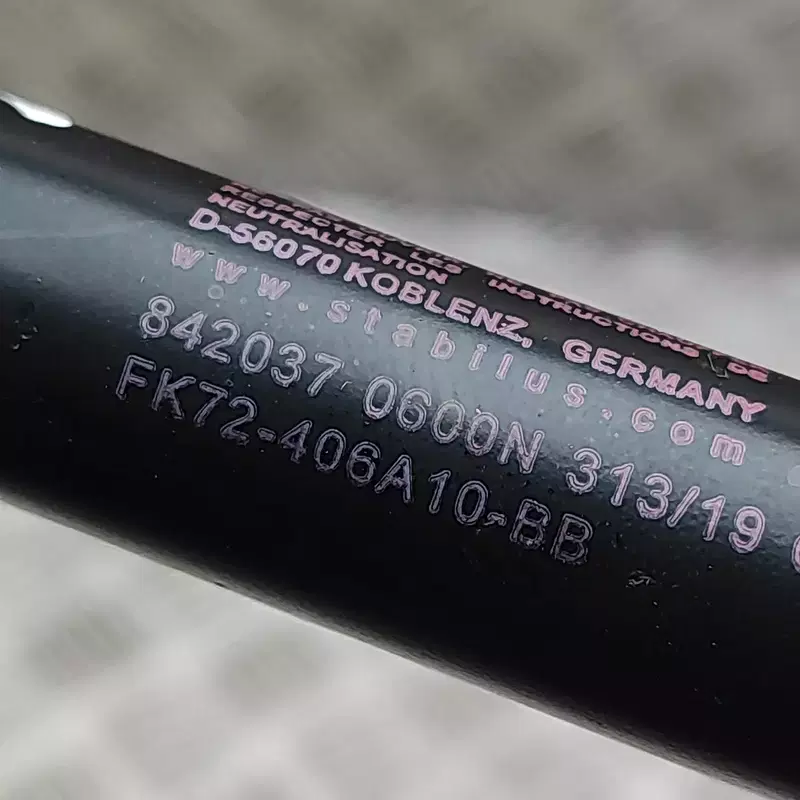 RESPECTER LES
NEUTRALISATION INSTRUCTIONS DE
D-56070 KOBLENZ, GERMANY
www.stabilus.com
842037 0600N 313/19
FK72-406A10-BB